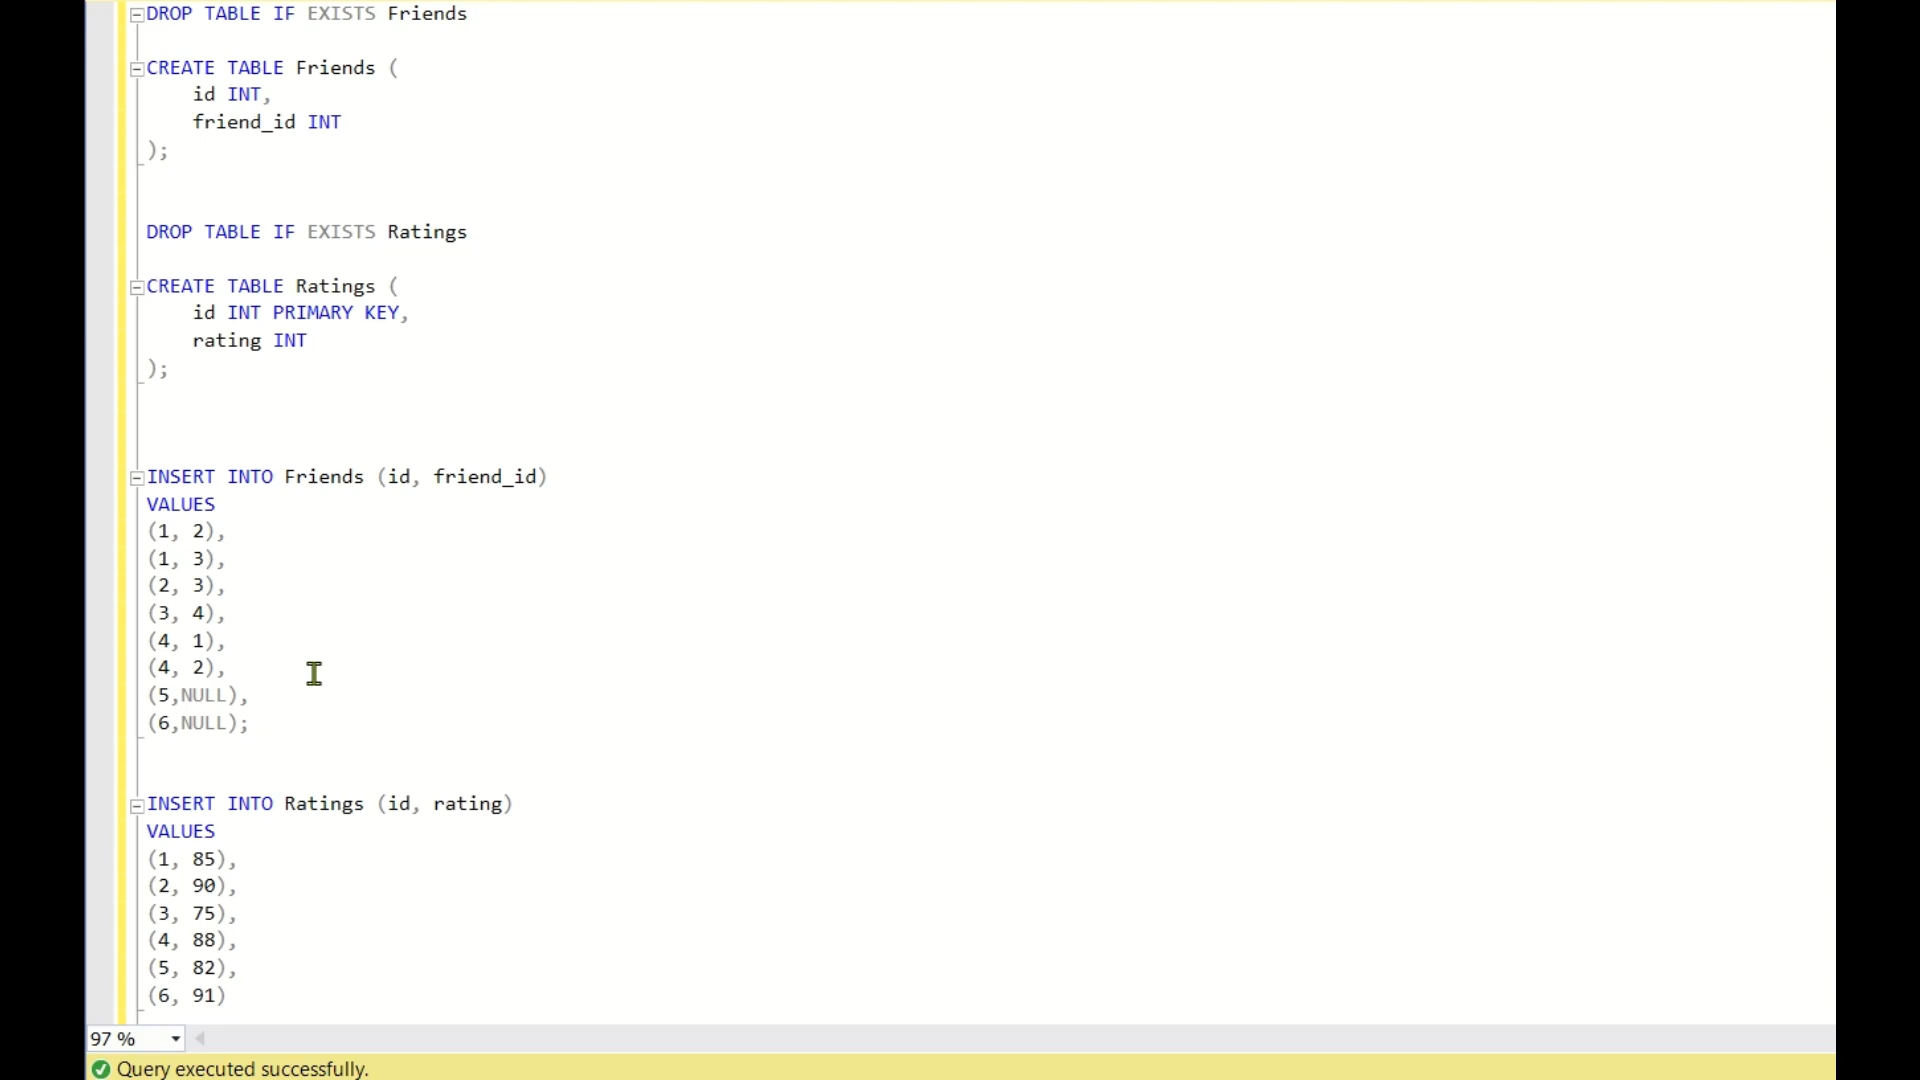 DROP TABLE IF EXISTS Friends
CREATE TABLE Friends (
id INT,
friend_id INT
);
DROP TABLE IF EXISTS Ratings
CREATE TABLE Ratings (
id INT PRIMARY KEY,
rating INT
);
INSERT INTO Friends (id, friend_id)
VALUES
(1, 2),
(1, 3),
(2, 3),
(3, 4),
(4, 1),
(4, 2),
(5,NULL),
(6,NULL);
INSERT INTO Ratings (id, rating)
VALUES
(1, 85),
(2, 90),
(3, 75),
(4, 88),
(5, 82),
(6, 91)
97 %
Query executed successfully.